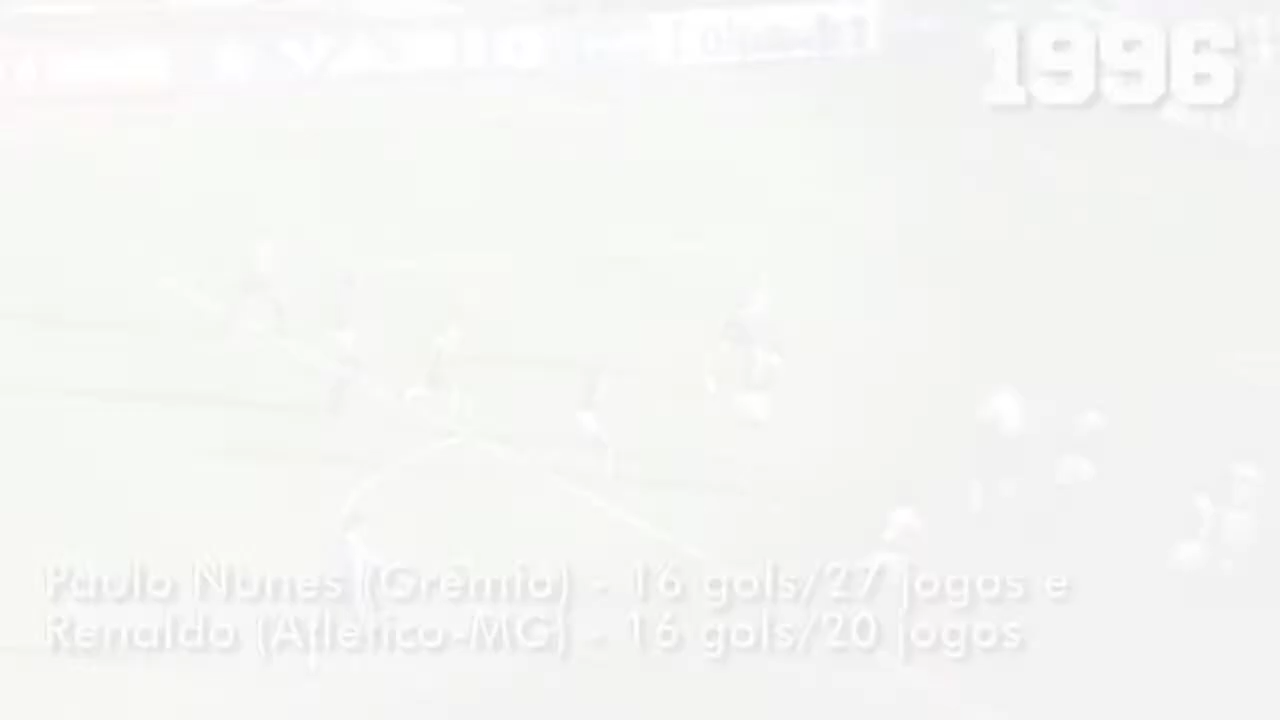 1996
Paulo Nunes (Grêmio) - 16 gols/27 jogos e
Renaldo (Atlético-MG) - 16 gols/20 jogos